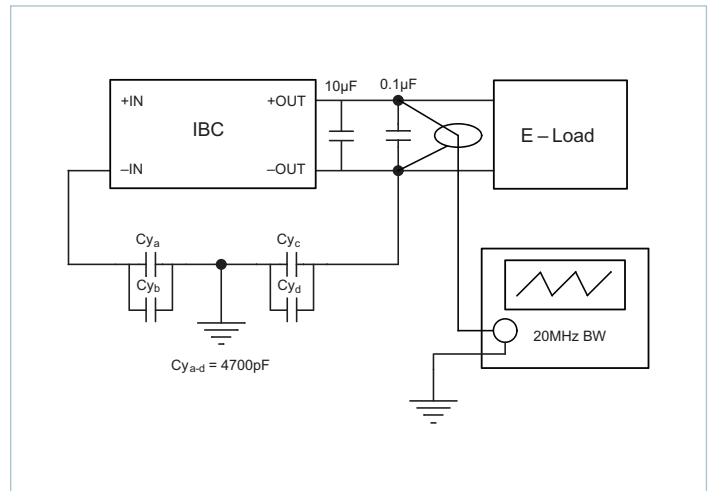 10µF
0.1µF
+IN
+OUT
IBC
–IN
–OUT
E – Load
Cya
Cyb
Cyc
Cyd
Cya-d = 4700pF
20MHz BW